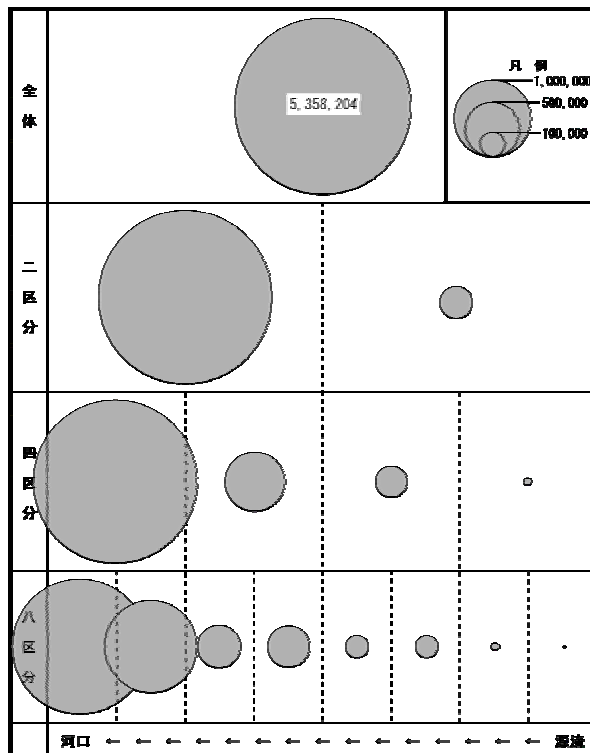 全体
5,358,204
凡 例
1,000,000
500,000
100,000
二区分
四区分
八区分
河口 ← ← ← ← ← ← ← ← ← ← ← ← ← ← 源流